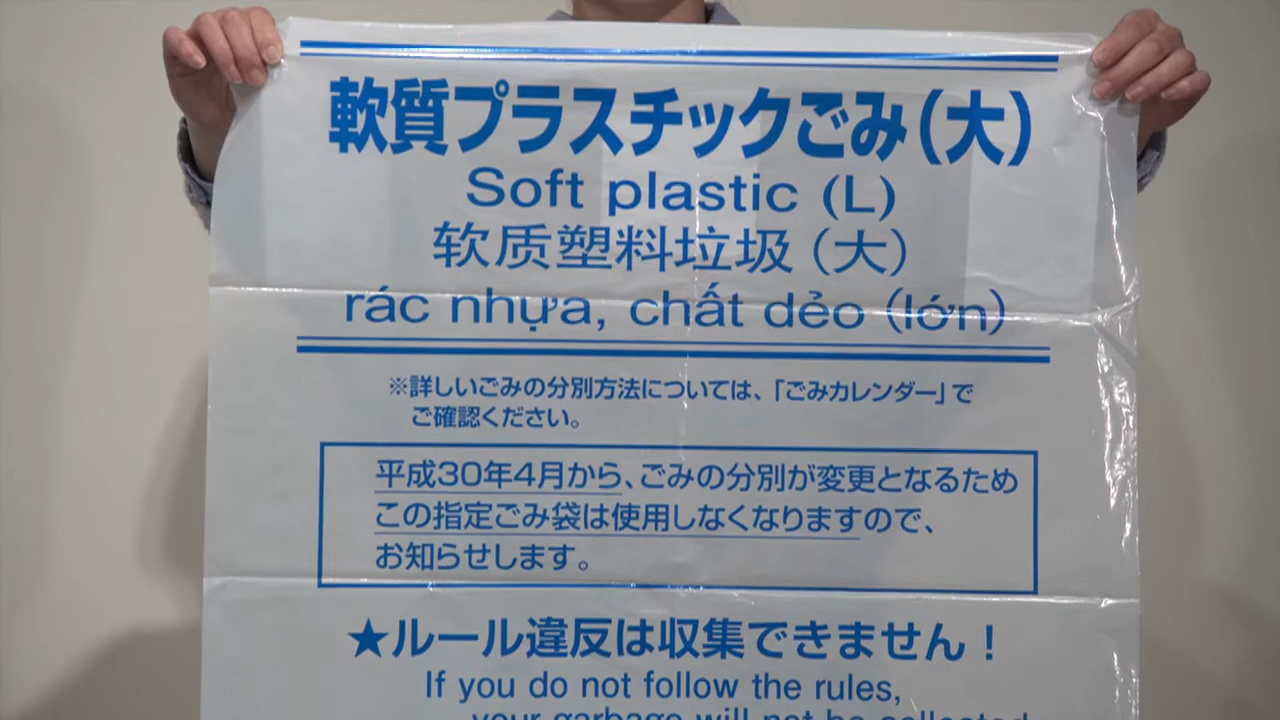 軟質プラスチックごみ(大)
Soft plastic (L)
软质塑料垃圾(大)
rác nhựa, chất dẻo (lớn)
※詳しいごみの分別方法については、「ごみカレンダー」で
ご確認ください。
平成30年4月から、ごみの分別が変更となるため
この指定ごみ袋は使用しなくなりますので、
お知らせします。
★ルール違反は収集できません!
If you do not follow the rules,
your garbage will not be collected